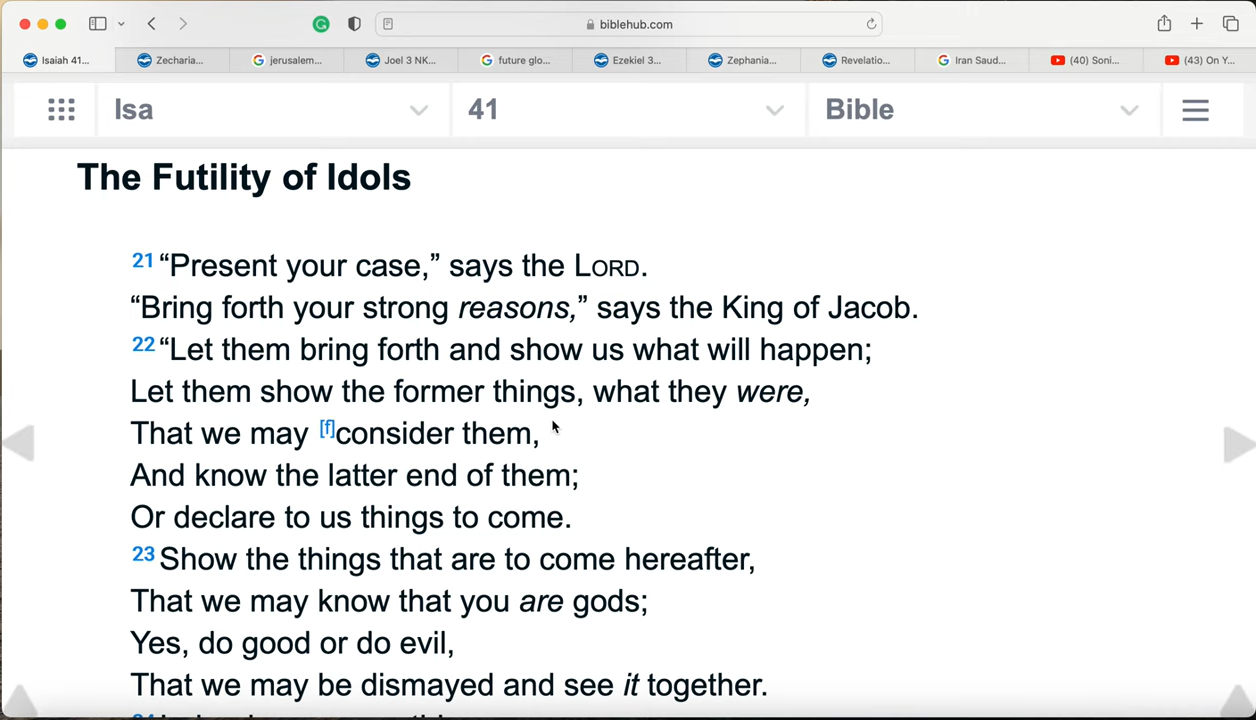 biblehub.com
Isaiah 41... Zecharia... jerusalem... Joel 3 NK... future glo... Ezekiel 3... Zephania... Revelatio... Iran Saud... (40) Soni... (43) On Y...
Isa 41 Bible
The Futility of Idols
21 “Present your case,” says the LORD.
“Bring forth your strong reasons,” says the King of Jacob.
22 “Let them bring forth and show us what will happen;
Let them show the former things, what they were,
That we may [f]consider them,
And know the latter end of them;
Or declare to us things to come.
23 Show the things that are to come hereafter,
That we may know that you are gods;
Yes, do good or do evil,
That we may be dismayed and see it together.